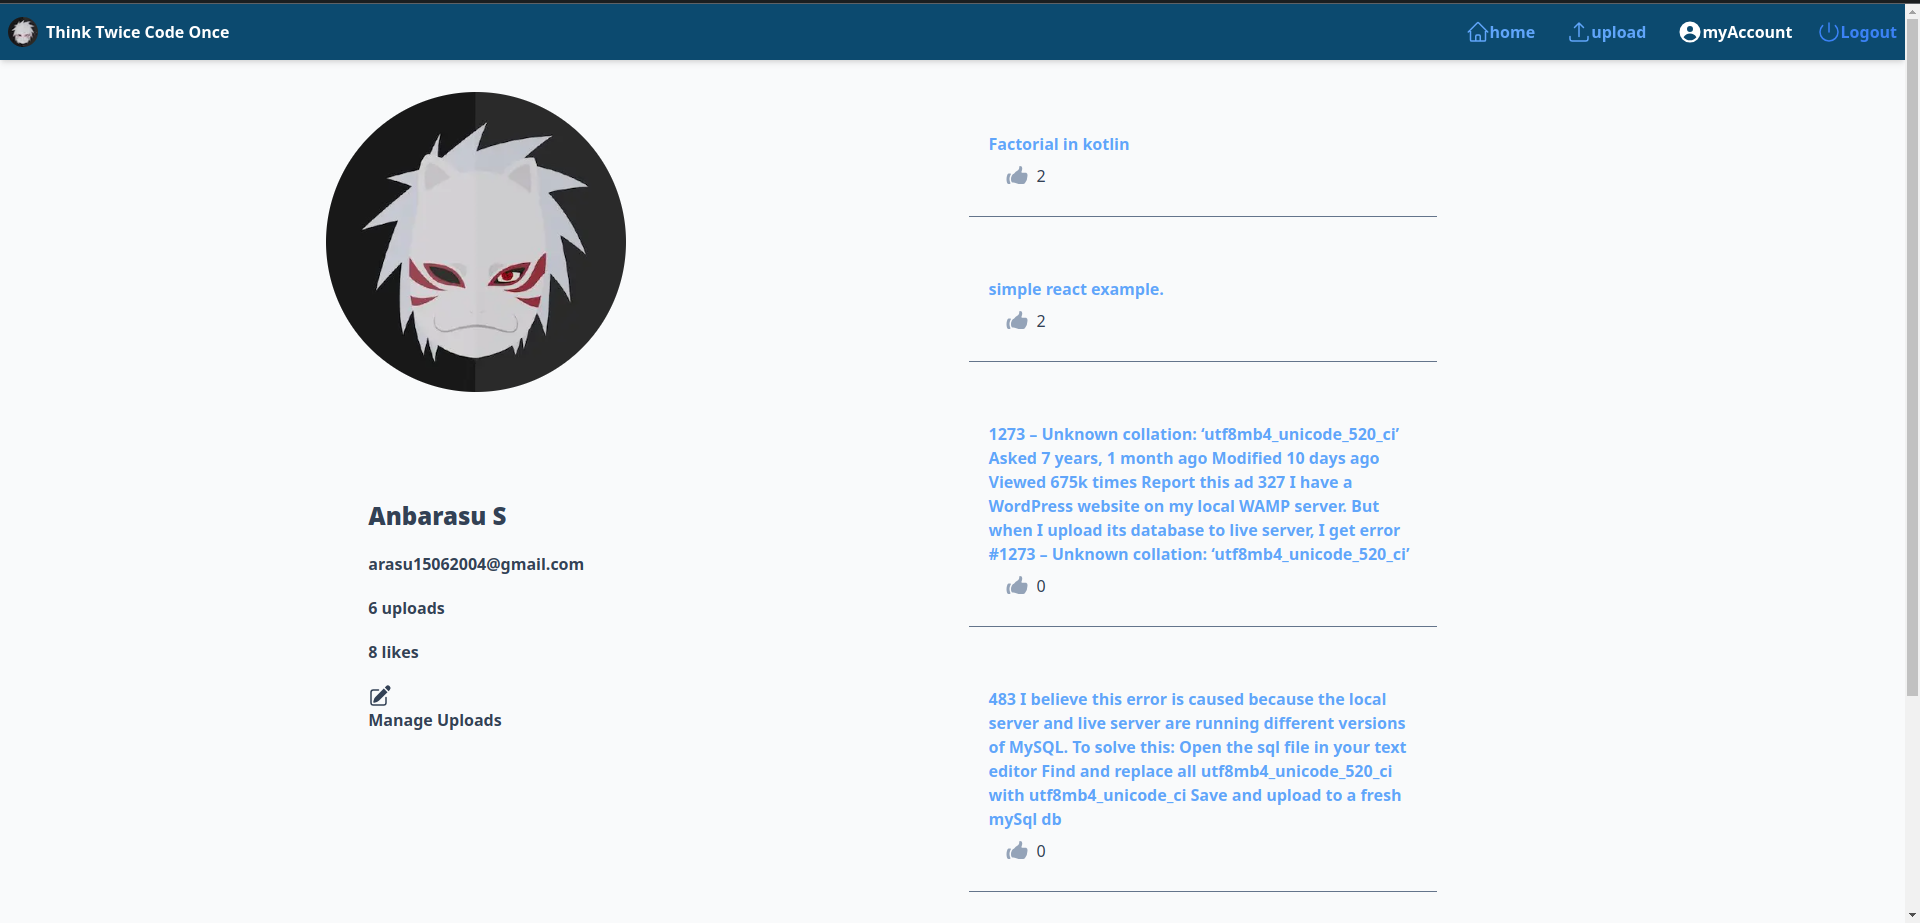 Think Twice Code Once
home
upload
myAccount
Logout
Anbarasu S
arasu15062004@gmail.com
6 uploads
8 likes
Manage Uploads
Factorial in kotlin
2
simple react example.
2
1273 – Unknown collation: ‘utf8mb4_unicode_520_ci’
Asked 7 years, 1 month ago Modified 10 days ago
Viewed 675k times Report this ad 327 I have a
WordPress website on my local WAMP server. But
when I upload its database to live server, I get error
#1273 – Unknown collation: ‘utf8mb4_unicode_520_ci’
0
483 I believe this error is caused because the local
server and live server are running different versions
of MySQL. To solve this: Open the sql file in your text
editor Find and replace all utf8mb4_unicode_520_ci
with utf8mb4_unicode_ci Save and upload to a fresh
mySql db
0